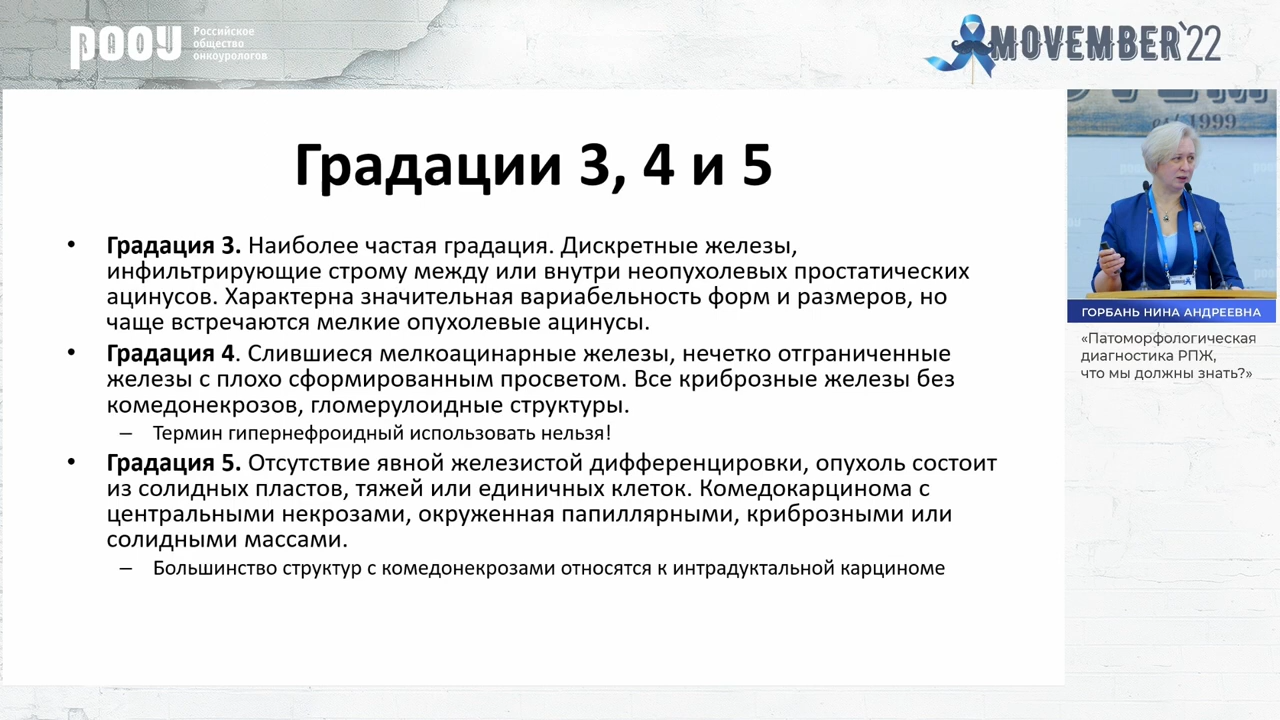 РООУ
Российское
общество
онкоурологов
MOVEMBER`22
Градации 3, 4 и 5
• Градация 3. Наиболее частая градация. Дискретные железы,
инфильтрирующие строму между или внутри неопухолевых простатических
ацинусов. Характерна значительная вариабельность форм и размеров, но
чаще встречаются мелкие опухолевые ацинусы.
• Градация 4. Слившиеся мелкоацинарные железы, нечетко отграниченные
железы с плохо сформированным просветом. Все криброзные железы без
комедонекрозов, гломерулоидные структуры.
– Термин гипернефроидный использовать нельзя!
• Градация 5. Отсутствие явной железистой дифференцировки, опухоль состоит
из солидных пластов, тяжей или единичных клеток. Комедокарцинома с
центральными некрозами, окруженная папиллярными, криброзными или
солидными массами.
– Большинство структур с комедонекрозами относятся к интрадуктальной карциноме
1999
ГОРБАНЬ НИНА АНДРЕЕВНА
«Патоморфологическая
диагностика РПЖ,
что мы должны знать?»